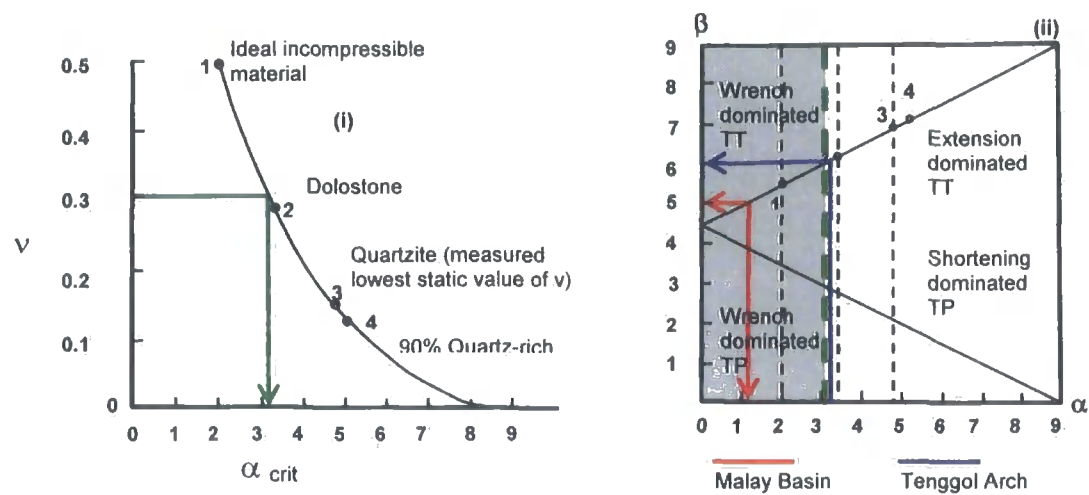 Ideal incompressible
material
1
(i)
Dolostone
2
Quartzite (measured
lowest static value of v)
3
4
90% Quartz-rich
ν
0.5
0.4
0.3
0.2
0.1
0
0 1 2 3 4 5 6 7 8 9
α crit
β
(ii)
9
8
7
6
5
4
3
2
1
Wrench
dominated
TT
3
4
1
Extension
dominated
TT
Shortening
dominated
TP
Wrench
dominated
TP
0 1 2 3 4 5 6 7 8 9
α
Malay Basin
Tenggol Arch